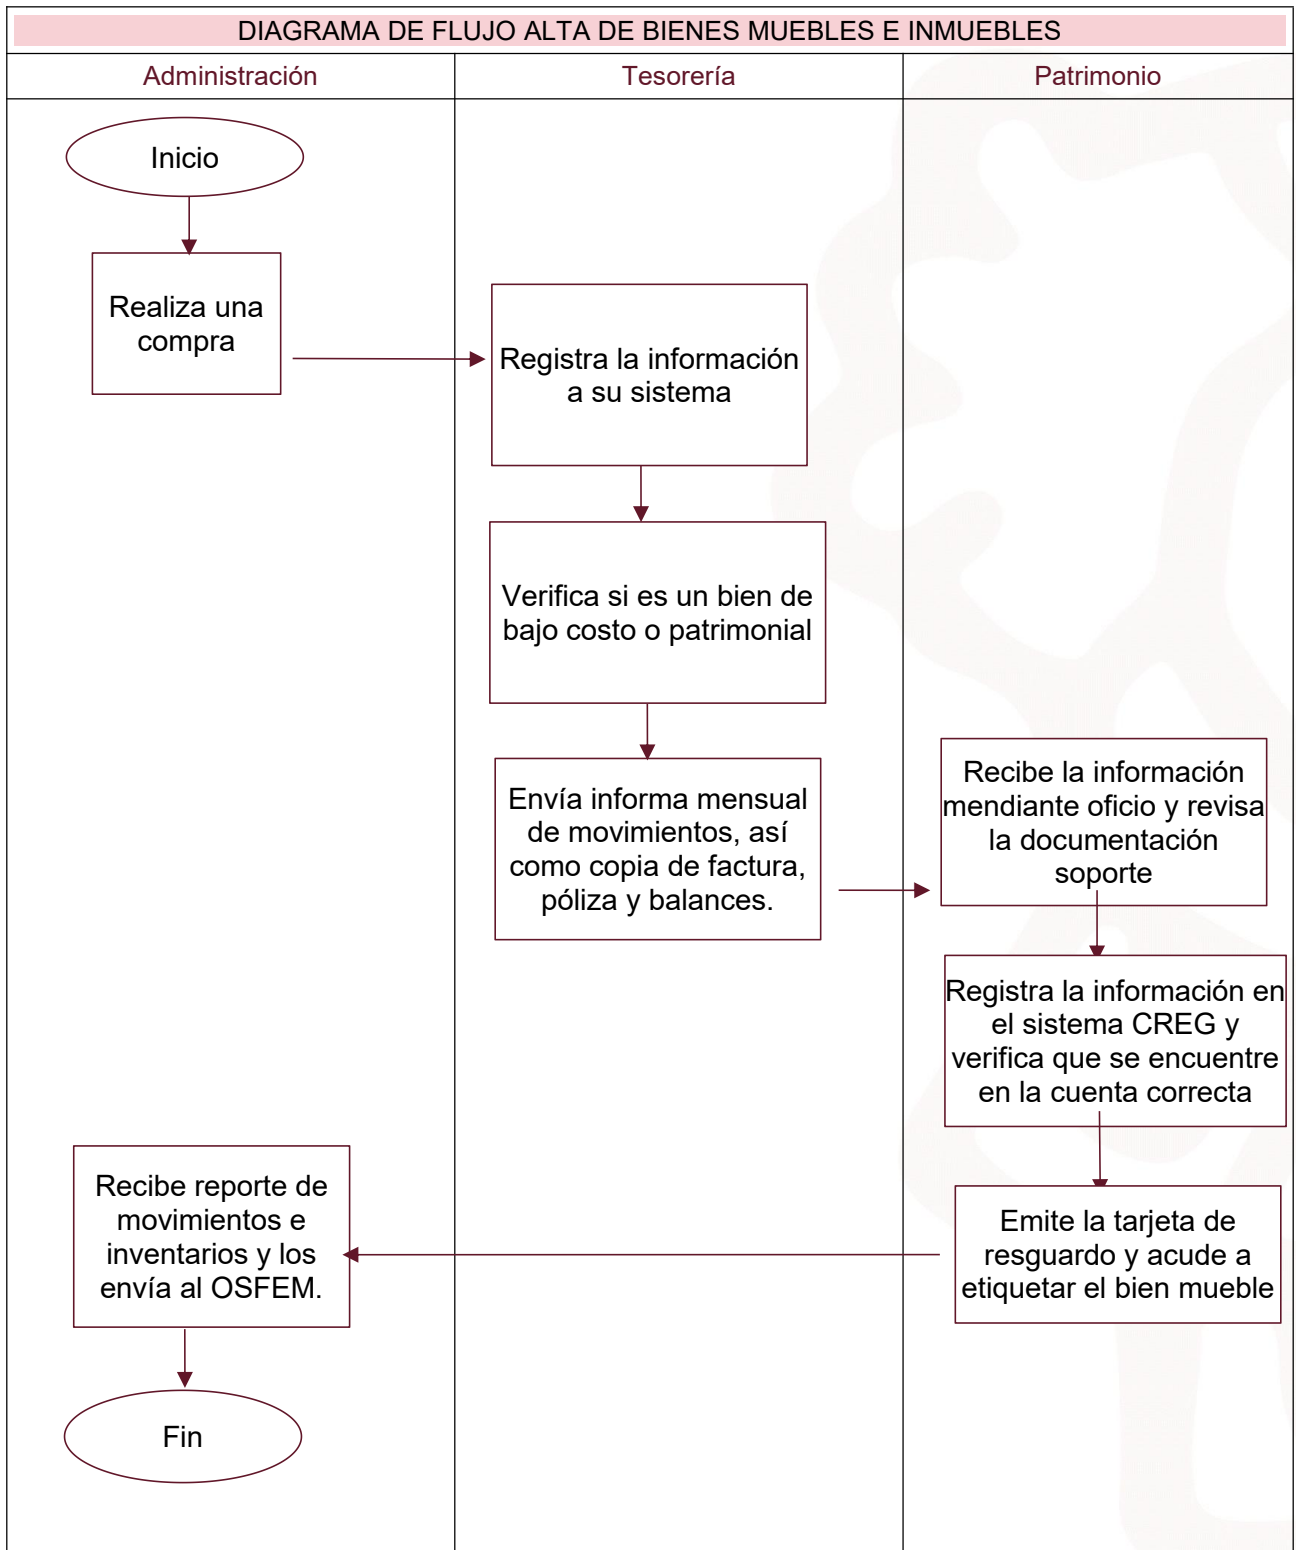 DIAGRAMA DE FLUJO ALTA DE BIENES MUEBLES E INMUEBLES
Administración
Tesorería
Patrimonio
Inicio
Realiza una
compra
Registra la información
a su sistema
Verifica si es un bien de
bajo costo o patrimonial
Envía informa mensual
de movimientos, así
como copia de factura,
póliza y balances.
Recibe la información
mendiante oficio y revisa
la documentación
soporte
Registra la información en
el sistema CREG y
verifica que se encuentre
en la cuenta correcta
Emite la tarjeta de
resguardo y acude a
etiquetar el bien mueble
Recibe reporte de
movimientos e
inventarios y los
envía al OSFEM.
Fin